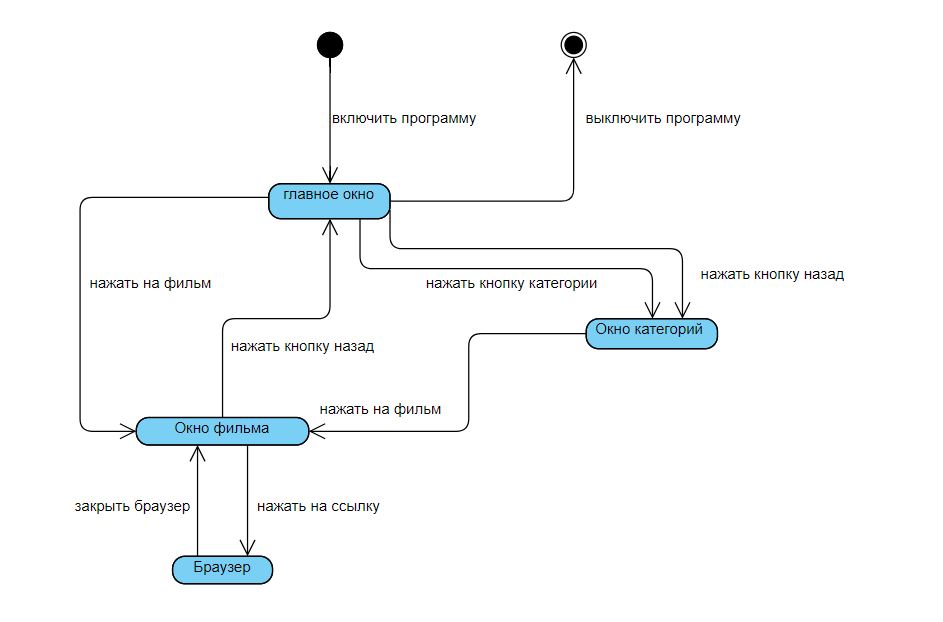 включить программу
выключить программу
главное окно
нажать на фильм
нажать кнопку категории
нажать кнопку назад
Окно категорий
нажать кнопку назад
нажать на фильм
Окно фильма
закрыть браузер
нажать на ссылку
Браузер